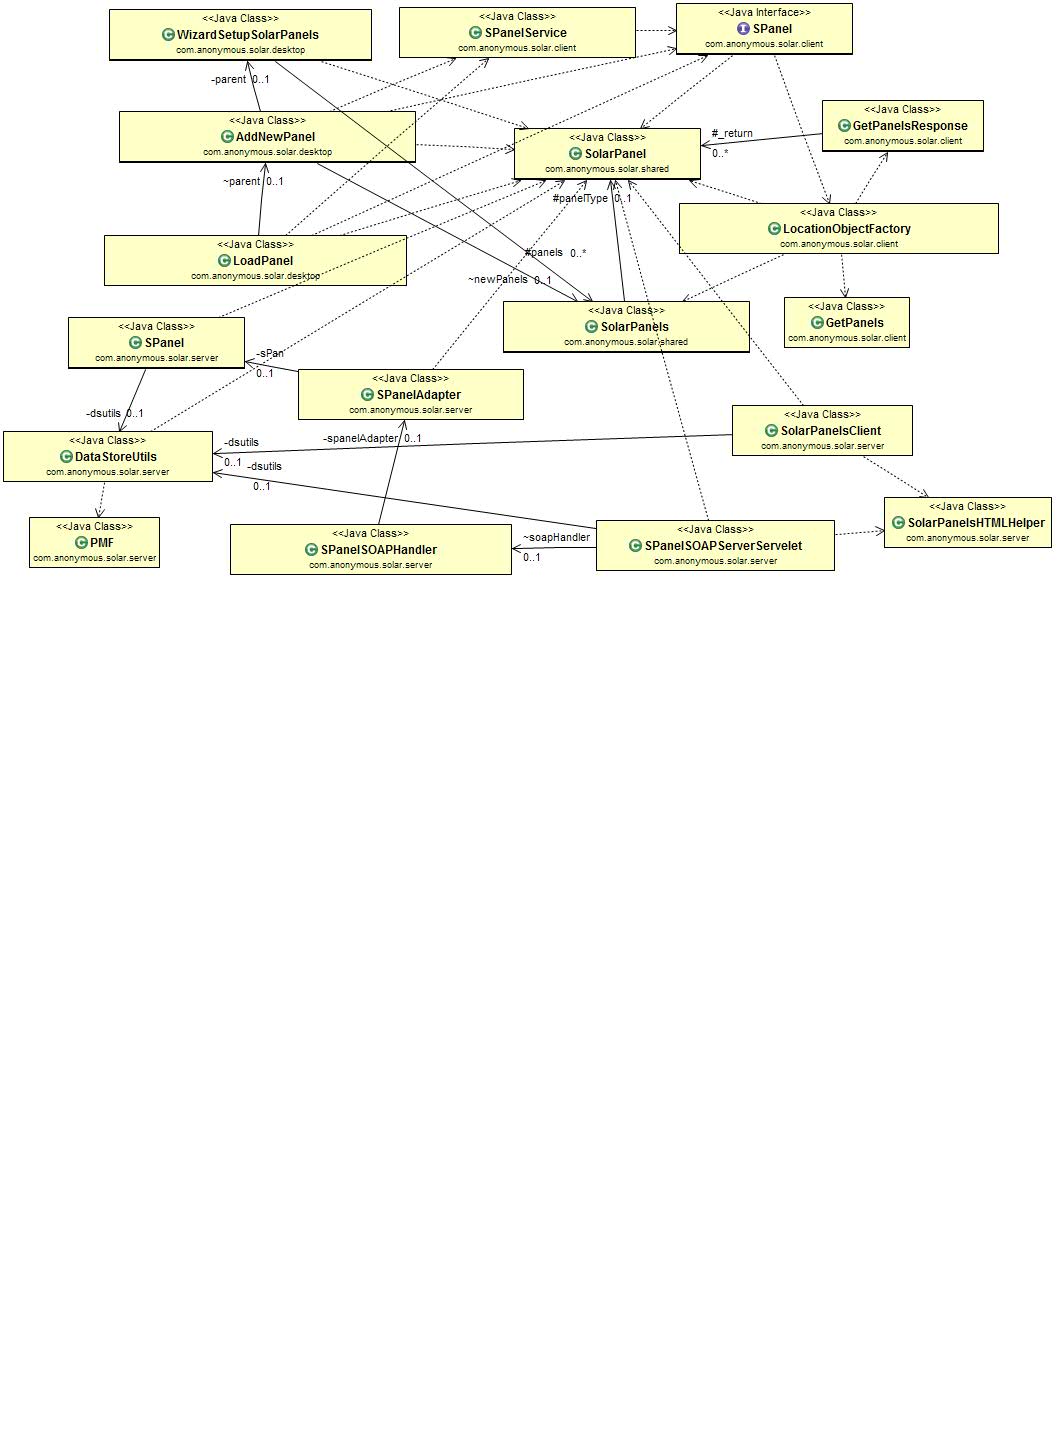 <<Java Class>>
WizardSetupSolarPanels
com.anonymous.solar.desktop
<<Java Class>>
SPanelService
com.anonymous.solar.client
<<Java Interface>>
SPanel
com.anonymous.solar.client
-parent 0..1
<<Java Class>>
AddNewPanel
com.anonymous.solar.desktop
<<Java Class>>
SolarPanel
com.anonymous.solar.shared
#_return
0..*
<<Java Class>>
GetPanelsResponse
com.anonymous.solar.client
~parent 0..1
#panelType 0..1
<<Java Class>>
LocationObjectFactory
com.anonymous.solar.client
<<Java Class>>
LoadPanel
com.anonymous.solar.desktop
#panels 0..*
~newPanels 0..1
<<Java Class>>
SolarPanels
com.anonymous.solar.shared
<<Java Class>>
GetPanels
com.anonymous.solar.client
<<Java Class>>
SPanel
com.anonymous.solar.server
-sPan
0..1
<<Java Class>>
SPanelAdapter
com.anonymous.solar.server
-dsutils 0..1
<<Java Class>>
SolarPanelsClient
com.anonymous.solar.server
<<Java Class>>
DataStoreUtils
com.anonymous.solar.server
-dsutils
0..1
-spanelAdapter 0..1
-dsutils
0..1
<<Java Class>>
SolarPanelsHTMLHelper
com.anonymous.solar.server
<<Java Class>>
PMF
com.anonymous.solar.server
<<Java Class>>
SPanelSOAPHandler
com.anonymous.solar.server
~soapHandler
0..1
<<Java Class>>
SPanelSOAPServerServelet
com.anonymous.solar.server